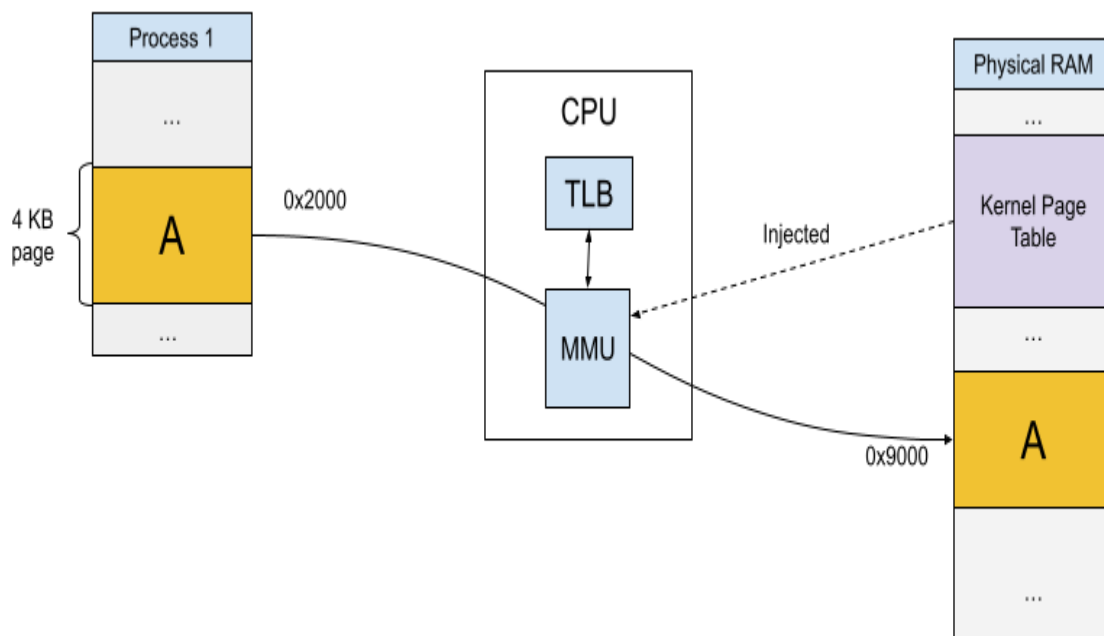 Process 1
...
4 KB
page
A
...
0x2000
CPU
TLB
MMU
Injected
0x9000
Physical RAM
...
Kernel Page
Table
...
A
...